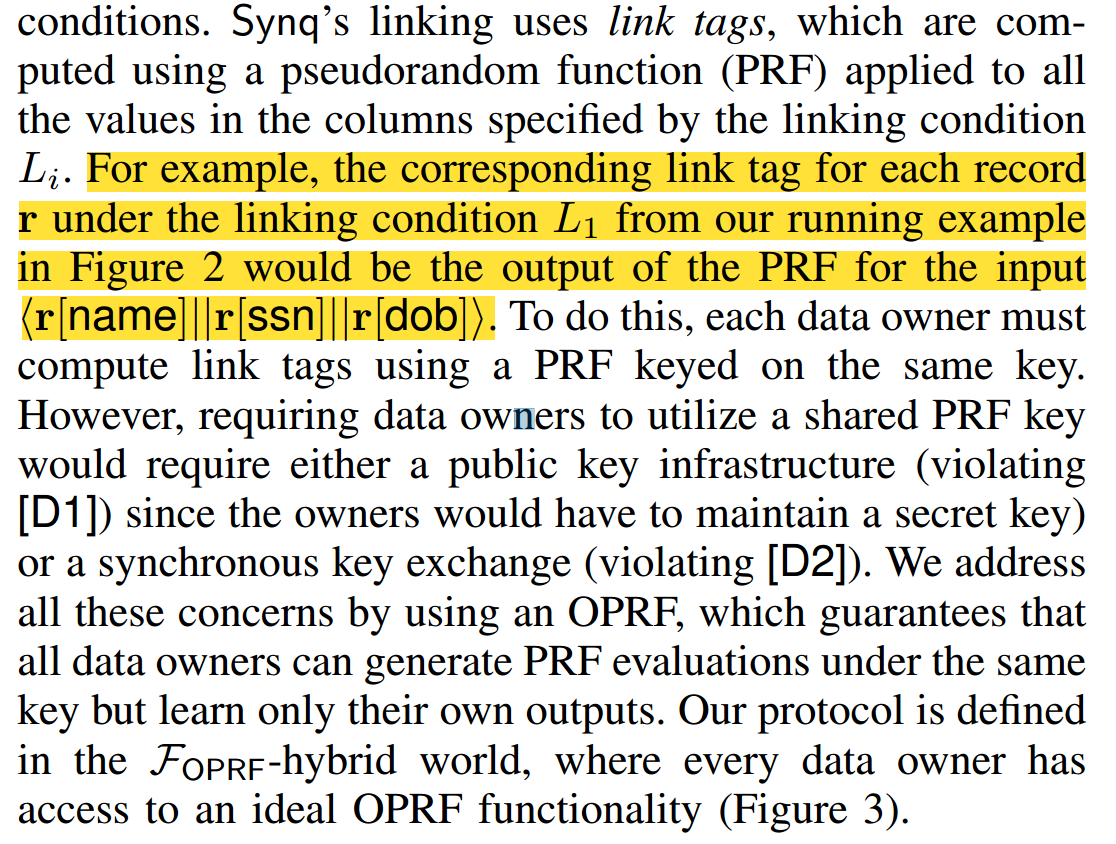 conditions. Synq's linking uses link tags, which are com-
puted using a pseudorandom function (PRF) applied to all
the values in the columns specified by the linking condition
Lᵢ. For example, the corresponding link tag for each record
r under the linking condition L₁ from our running example
in Figure 2 would be the output of the PRF for the input
⟨r[name]||r[ssn]||r[dob]⟩. To do this, each data owner must
compute link tags using a PRF keyed on the same key.
However, requiring data owners to utilize a shared PRF key
would require either a public key infrastructure (violating
[D1]) since the owners would have to maintain a secret key)
or a synchronous key exchange (violating [D2]). We address
all these concerns by using an OPRF, which guarantees that
all data owners can generate PRF evaluations under the same
key but learn only their own outputs. Our protocol is defined
in the ℱOPRF-hybrid world, where every data owner has
access to an ideal OPRF functionality (Figure 3).